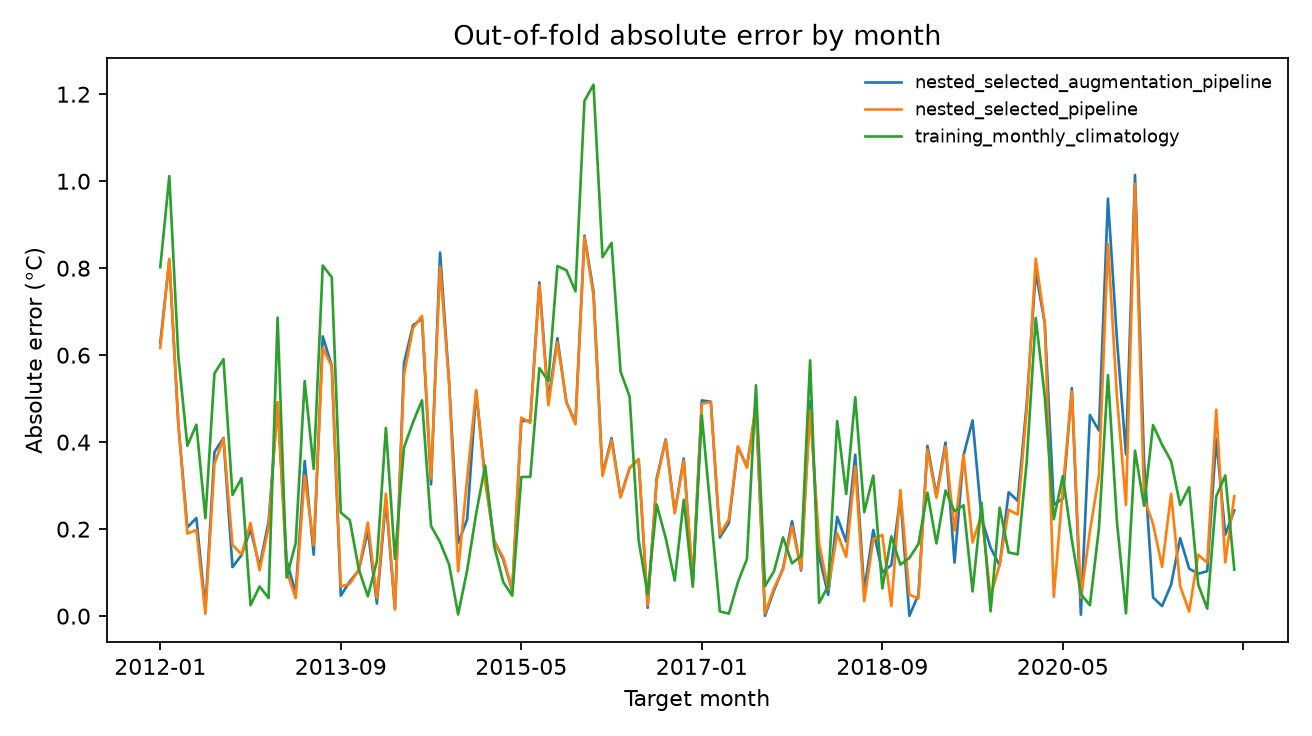 Out-of-fold absolute error by month
nested_selected_augmentation_pipeline
nested_selected_pipeline
training_monthly_climatology
Absolute error (°C)
1.2
1.0
0.8
0.6
0.4
0.2
0.0
2012-01 2013-09 2015-05 2017-01 2018-09 2020-05
Target month